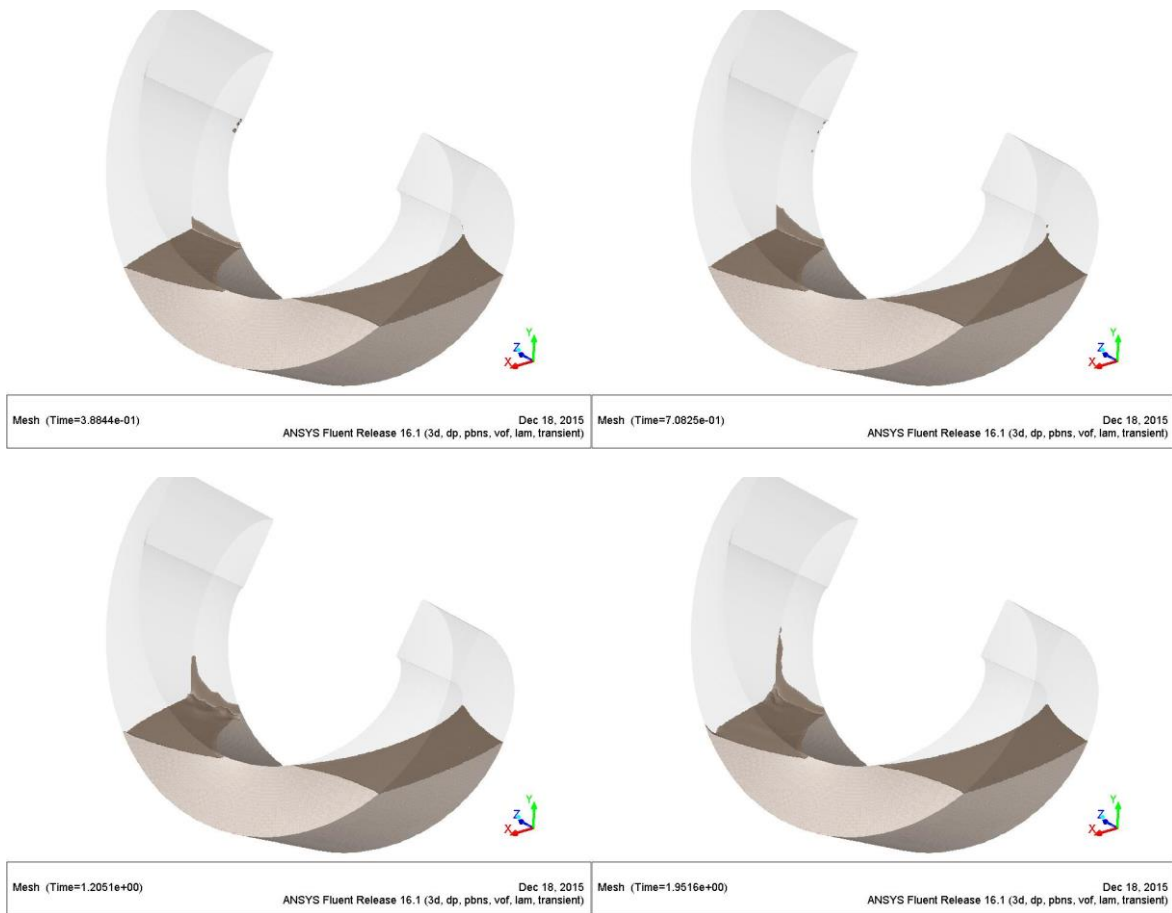 Y
Z
X
Mesh (Time=3.8844e-01)
Dec 18, 2015
ANSYS Fluent Release 16.1 (3d, dp, pbns, vof, lam, transient)
Y
Z
X
Mesh (Time=7.0825e-01)
Dec 18, 2015
ANSYS Fluent Release 16.1 (3d, dp, pbns, vof, lam, transient)
Y
Z
X
Mesh (Time=1.2051e+00)
Dec 18, 2015
ANSYS Fluent Release 16.1 (3d, dp, pbns, vof, lam, transient)
Y
Z
X
Mesh (Time=1.9516e+00)
Dec 18, 2015
ANSYS Fluent Release 16.1 (3d, dp, pbns, vof, lam, transient)